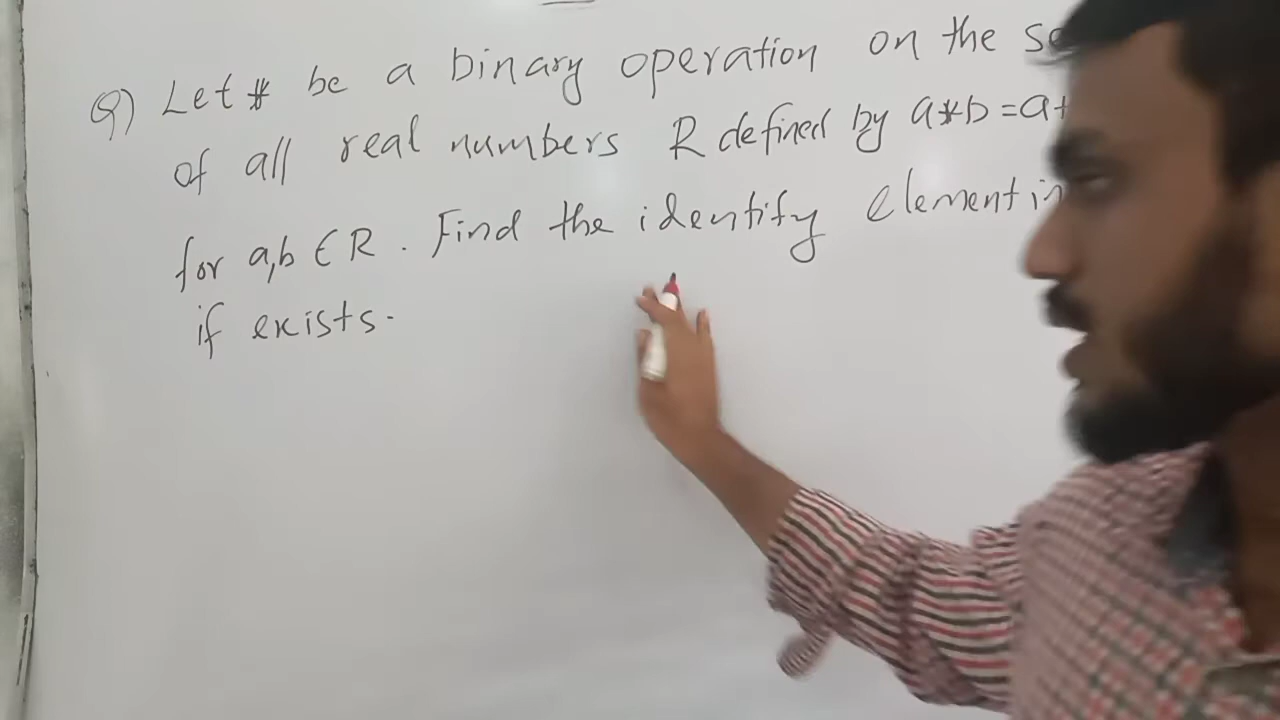 Q) Let * be a binary operation on the
of all real numbers R defined by a*b=a+
for a,b ∈ R. Find the identify element in
if exists.